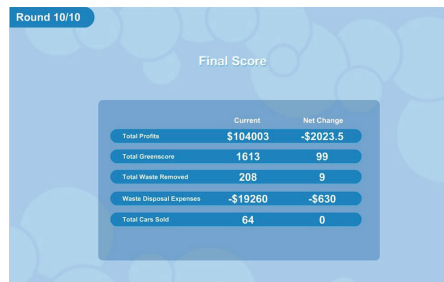 Round 10/10
Final Score
Current Net Change
Total Profits $104003 -$2023.5
Total Greenscore 1613 99
Total Waste Removed 208 9
Waste Disposal Expenses -$19260 -$630
Total Cars Sold 64 0